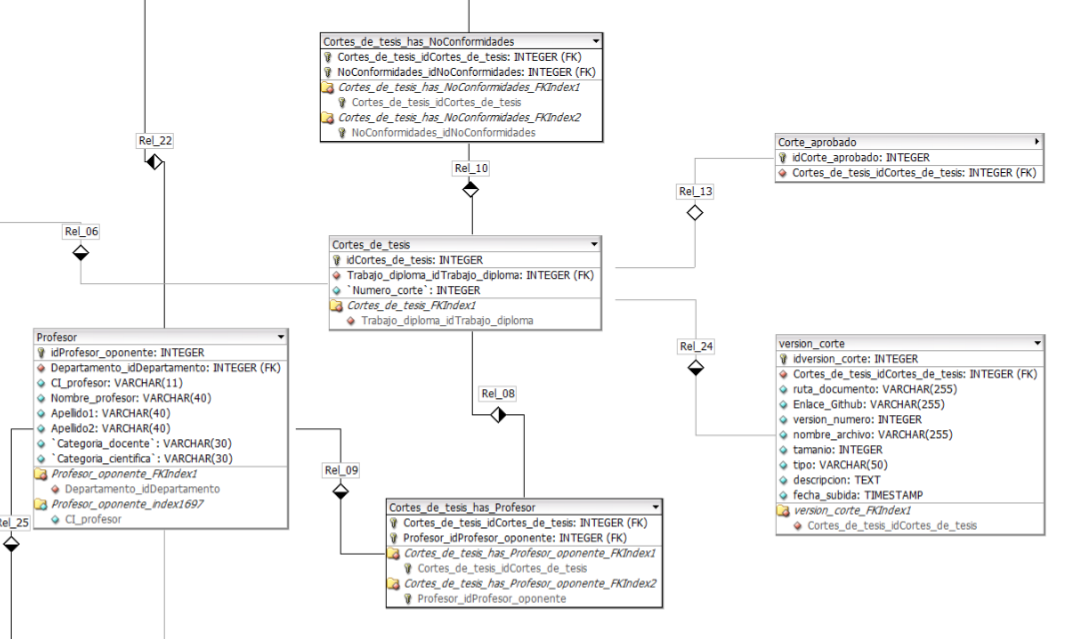 Cortes_de_tesis_has_NoConformidades
Cortes_de_tesis_idCortes_de_tesis: INTEGER (FK)
NoConformidades_idNoConformidades: INTEGER (FK)
Cortes_de_tesis_has_NoConformidades_FKIndex1
Cortes_de_tesis_idCortes_de_tesis
Cortes_de_tesis_has_NoConformidades_FKIndex2
NoConformidades_idNoConformidades
Rel_22
Rel_10
Corte_aprobado
idCorte_aprobado: INTEGER
Cortes_de_tesis_idCortes_de_tesis: INTEGER (FK)
Rel_13
Rel_06
Cortes_de_tesis
idCortes_de_tesis: INTEGER
Trabajo_diploma_idTrabajo_diploma: INTEGER (FK)
`Numero_corte`: INTEGER
Cortes_de_tesis_FKIndex1
Trabajo_diploma_idTrabajo_diploma
Profesor
idProfesor_oponente: INTEGER
Departamento_idDepartamento: INTEGER (FK)
CI_profesor: VARCHAR(11)
Nombre_profesor: VARCHAR(40)
Apellido1: VARCHAR(40)
Apellido2: VARCHAR(40)
`Categoria_docente`: VARCHAR(30)
`Categoria_cientifica`: VARCHAR(30)
Profesor_oponente_FKIndex1
Departamento_idDepartamento
Profesor_oponente_index1697
CI_profesor
Rel_24
version_corte
idversion_corte: INTEGER
Cortes_de_tesis_idCortes_de_tesis: INTEGER (FK)
ruta_documento: VARCHAR(255)
Enlace_Github: VARCHAR(255)
version_numero: INTEGER
nombre_archivo: VARCHAR(255)
tamanio: INTEGER
tipo: VARCHAR(50)
descripcion: TEXT
fecha_subida: TIMESTAMP
version_corte_FKIndex1
Cortes_de_tesis_idCortes_de_tesis
Rel_08
Rel_09
Rel_25
Cortes_de_tesis_has_Profesor
Cortes_de_tesis_idCortes_de_tesis: INTEGER (FK)
Profesor_idProfesor_oponente: INTEGER (FK)
Cortes_de_tesis_has_Profesor_oponente_FKIndex1
Cortes_de_tesis_idCortes_de_tesis
Cortes_de_tesis_has_Profesor_oponente_FKIndex2
Profesor_idProfesor_oponente